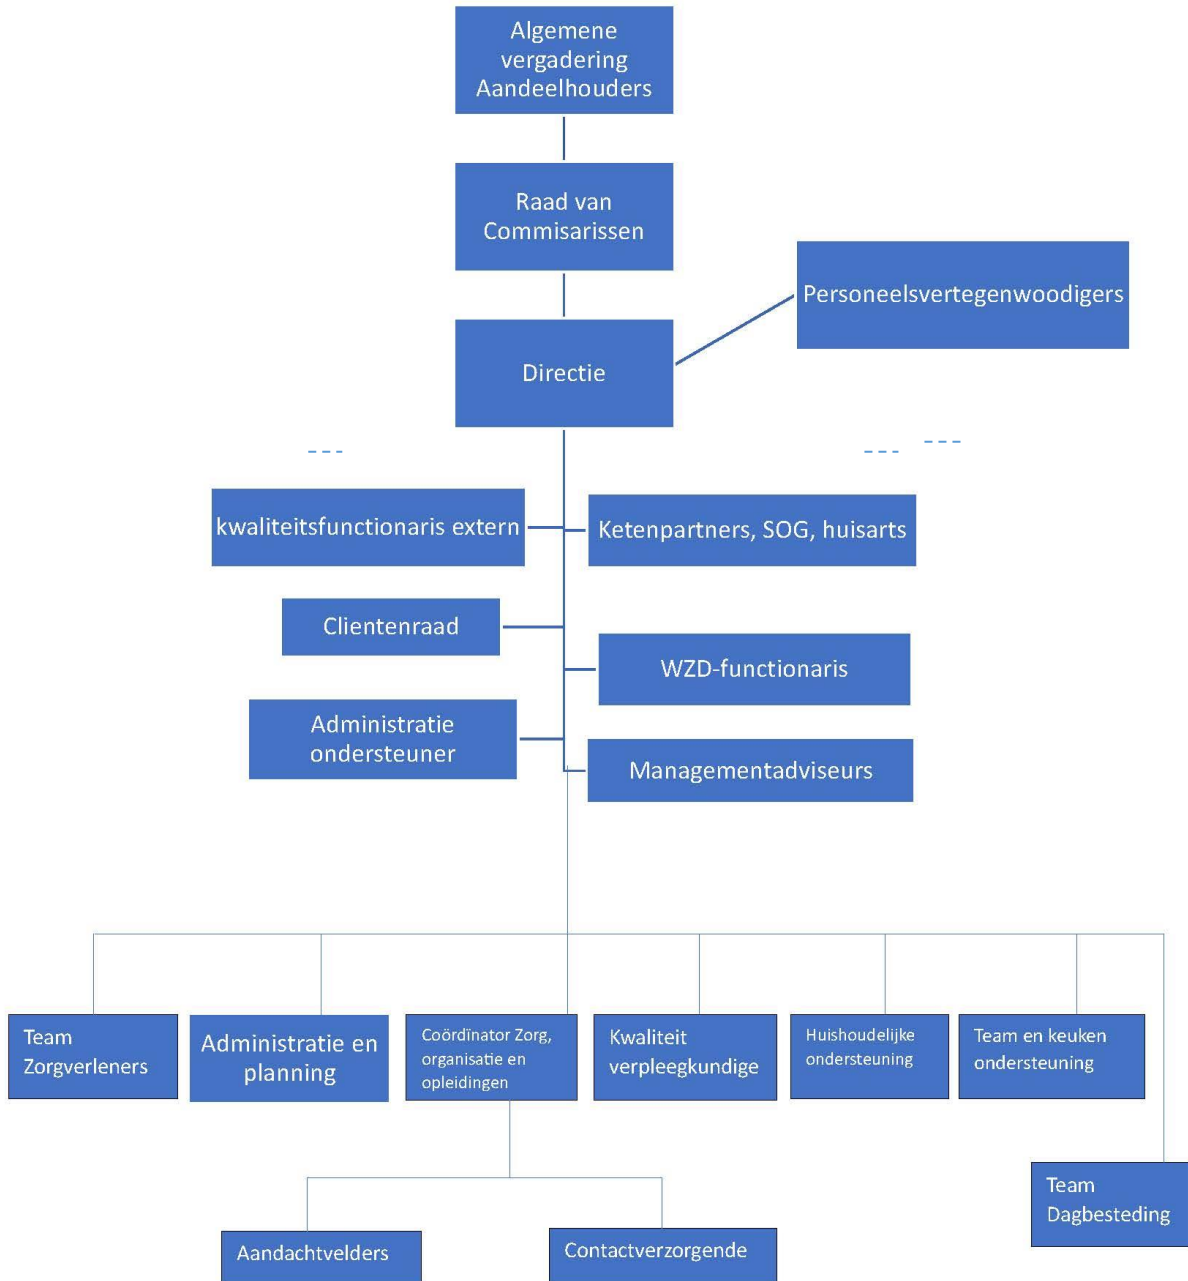 Algemene
vergadering
Aandeelhouders
Raad van
Commisarissen
Personeelsvertegenwoodigers
Directie
kwaliteitsfunctionaris extern
Ketenpartners, SOG, huisarts
Clientenraad
WZD-functionaris
Administratie
ondersteuner
Managementadviseurs
Team
Zorgverleners
Administratie en
planning
Coördinator Zorg,
organisatie en
opleidingen
Kwaliteit
verpleegkundige
Huishoudelijke
ondersteuning
Team en keuken
ondersteuning
Team
Dagbesteding
Aandachtvelders
Contactverzorgende